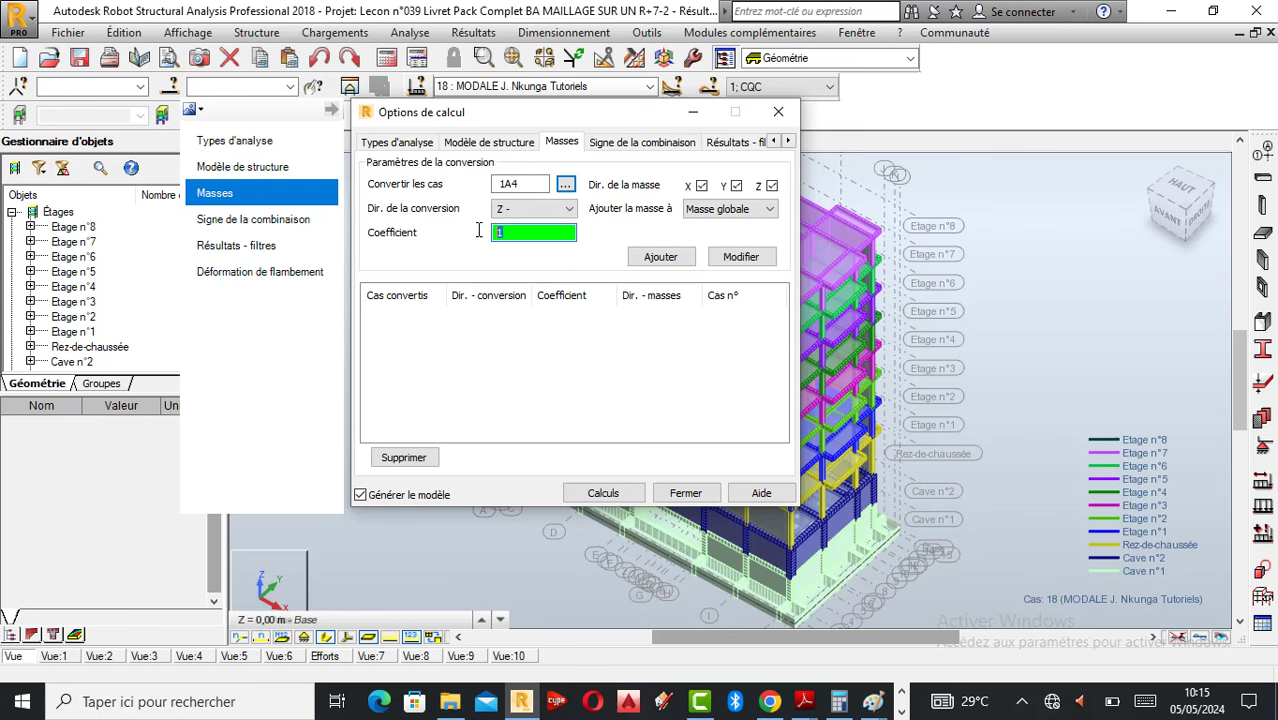 Autodesk Robot Structural Analysis Professional 2018 - Projet: Lecon n°039 Livret Pack Complet BA MAILLAGE SUR UN R+7-2 - Résult...
Entrez mot-clé ou expression
Se connecter
PRO
Fichier Édition Affichage Structure Chargements Analyse Résultats Dimensionnement Outils Modules complémentaires Fenêtre ? Communauté
Géométrie
18 : MODALE J. Nkunga Tutoriels
1; CQC
Gestionnaire d'objets
Objets Nombre
Étages
Etage n°8
Etage n°7
Etage n°6
Etage n°5
Etage n°4
Etage n°3
Etage n°2
Etage n°1
Rez-de-chaussée
Cave n°2
Géométrie Groupes
Nom Valeur Un
Types d'analyse
Modèle de structure
Masses
Signe de la combinaison
Résultats - filtres
Déformation de flambement
Options de calcul
Types d'analyse Modèle de structure Masses Signe de la combinaison Résultats - fil
Paramètres de la conversion
Convertir les cas 1A4 ... Dir. de la masse X Y Z
Dir. de la conversion Z - Ajouter la masse à Masse globale
Coefficient 1
Ajouter Modifier
Cas convertis Dir. - conversion Coefficient Dir. - masses Cas n°
Supprimer
Générer le modèle Calculs Fermer Aide
HAUT
AVANT DROITE
Etage n°8
Etage n°7
Etage n°6
Etage n°5
Etage n°4
Etage n°3
Etage n°2
Etage n°1
Rez-de-chaussée
Cave n°2
Cave n°1
Etage n°8
Etage n°7
Etage n°6
Etage n°5
Etage n°4
Etage n°3
Etage n°2
Etage n°1
Rez-de-chaussée
Cave n°2
Cave n°1
Cas: 18 (MODALE J. Nkunga Tutoriels)
D
E
G
I
Z
Y
X
Z = 0,00 m - Base
Activer Windows
Accédez aux paramètres pour activer Windows.
Vue Vue:1 Vue:2 Vue:3 Vue:4 Vue:5 Vue:6 Efforts Vue:7 Vue:8 Vue:9 Vue:10
Taper ici pour rechercher
29°C
10:15
05/05/2024